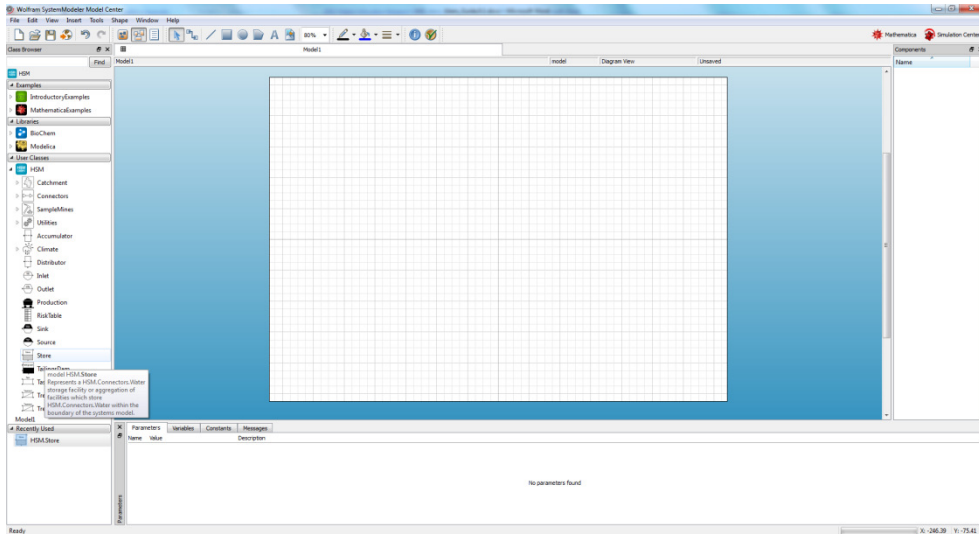 Wolfram SystemModeler Model Center
File Edit View Insert Tools Shape Window Help
80%
Mathematica Simulation Center
Class Browser
Model1
Components
Find
Model1 model Diagram View Unsaved
Name
HSM
Examples
IntroductoryExamples
MathematicaExamples
Libraries
BioChem
Modelica
User Classes
HSM
Catchment
Connectors
SampleMines
Utilities
Accumulator
Climate
Distributor
Inlet
Outlet
Production
RiskTable
Sink
Source
Store
TailingsDam
model HSM.Store
Represents a HSM.Connectors.Water
storage facility or aggregation of
facilities which store
HSM.Connectors.Water within the
boundary of the systems model.
Model1
Recently Used
HSM.Store
Parameters Variables Constants Messages
Name Value Description
No parameters found
Parameters
Ready
X: -246.39 Y: -75.41